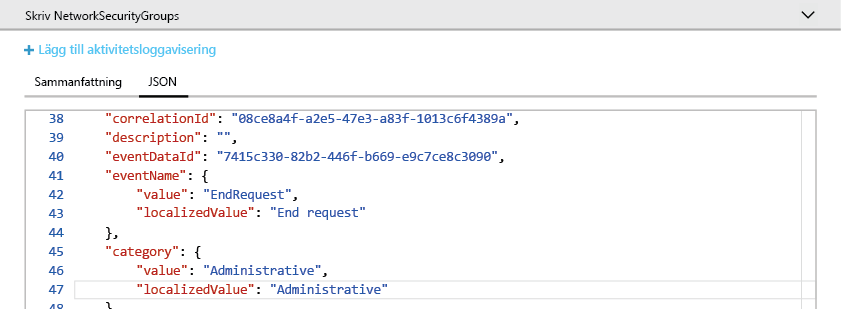 Skriv NetworkSecurityGroups
+ Lägg till aktivitetsloggavisering
Sammanfattning JSON
38 "correlationId": "08ce8a4f-a2e5-47e3-a83f-1013c6f4389a",
39 "description": "",
40 "eventDataId": "7415c330-82b2-446f-b669-e9c7ce8c3090",
41 "eventName": {
42 "value": "EndRequest",
43 "localizedValue": "End request"
44 },
45 "category": {
46 "value": "Administrative",
47 "localizedValue": "Administrative"
48 }